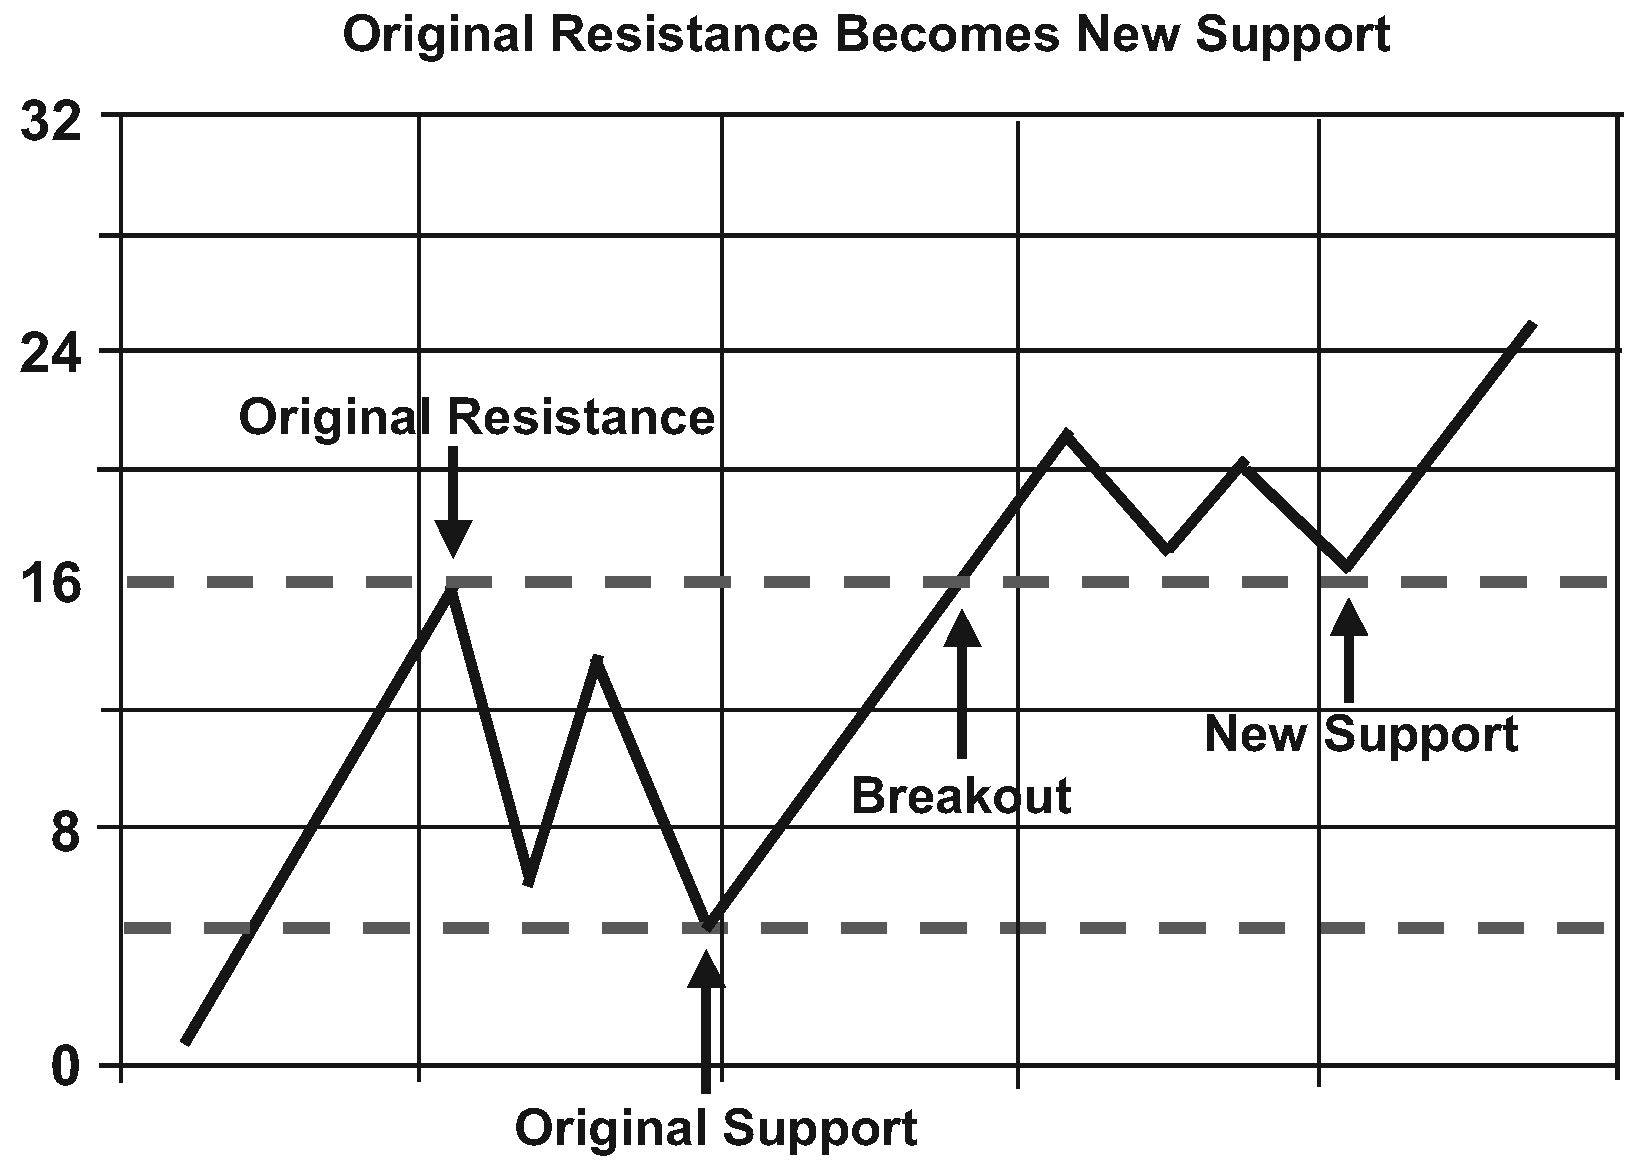 Original Resistance Becomes New Support
32
24
Original Resistance
16
New Support
Breakout
8
0
Original Support